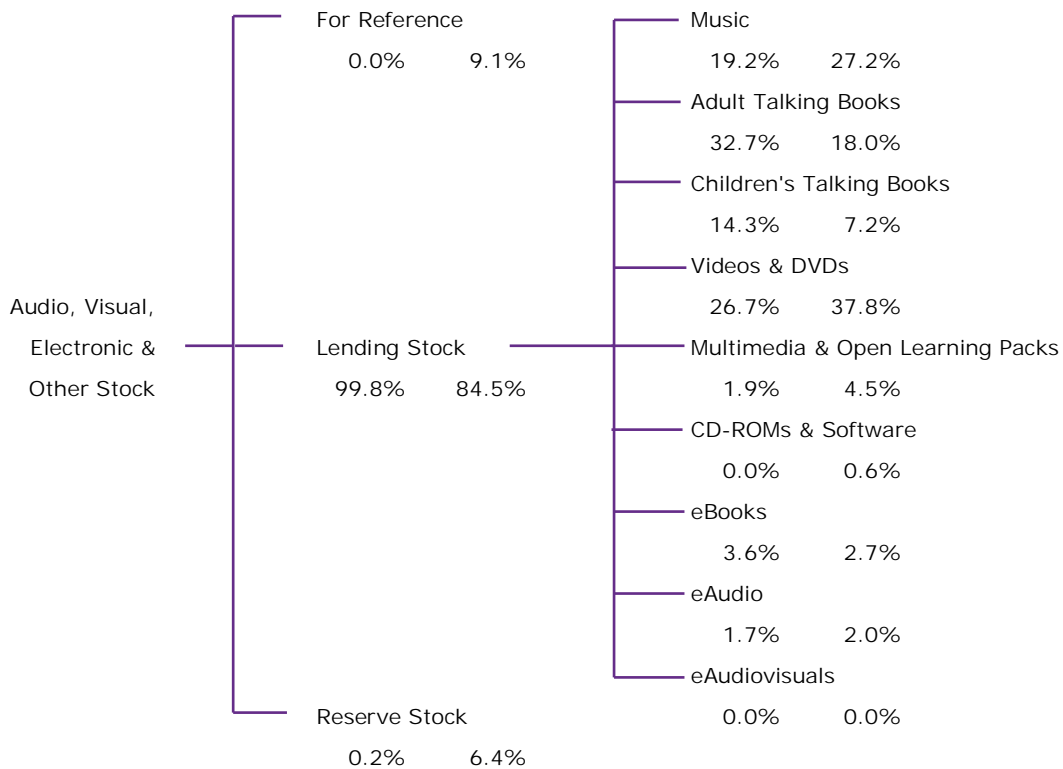 Audio, Visual,
Electronic &
Other Stock
For Reference
0.0% 9.1%
Lending Stock
99.8% 84.5%
Reserve Stock
0.2% 6.4%
Music
19.2% 27.2%
Adult Talking Books
32.7% 18.0%
Children's Talking Books
14.3% 7.2%
Videos & DVDs
26.7% 37.8%
Multimedia & Open Learning Packs
1.9% 4.5%
CD-ROMs & Software
0.0% 0.6%
eBooks
3.6% 2.7%
eAudio
1.7% 2.0%
eAudiovisuals
0.0% 0.0%